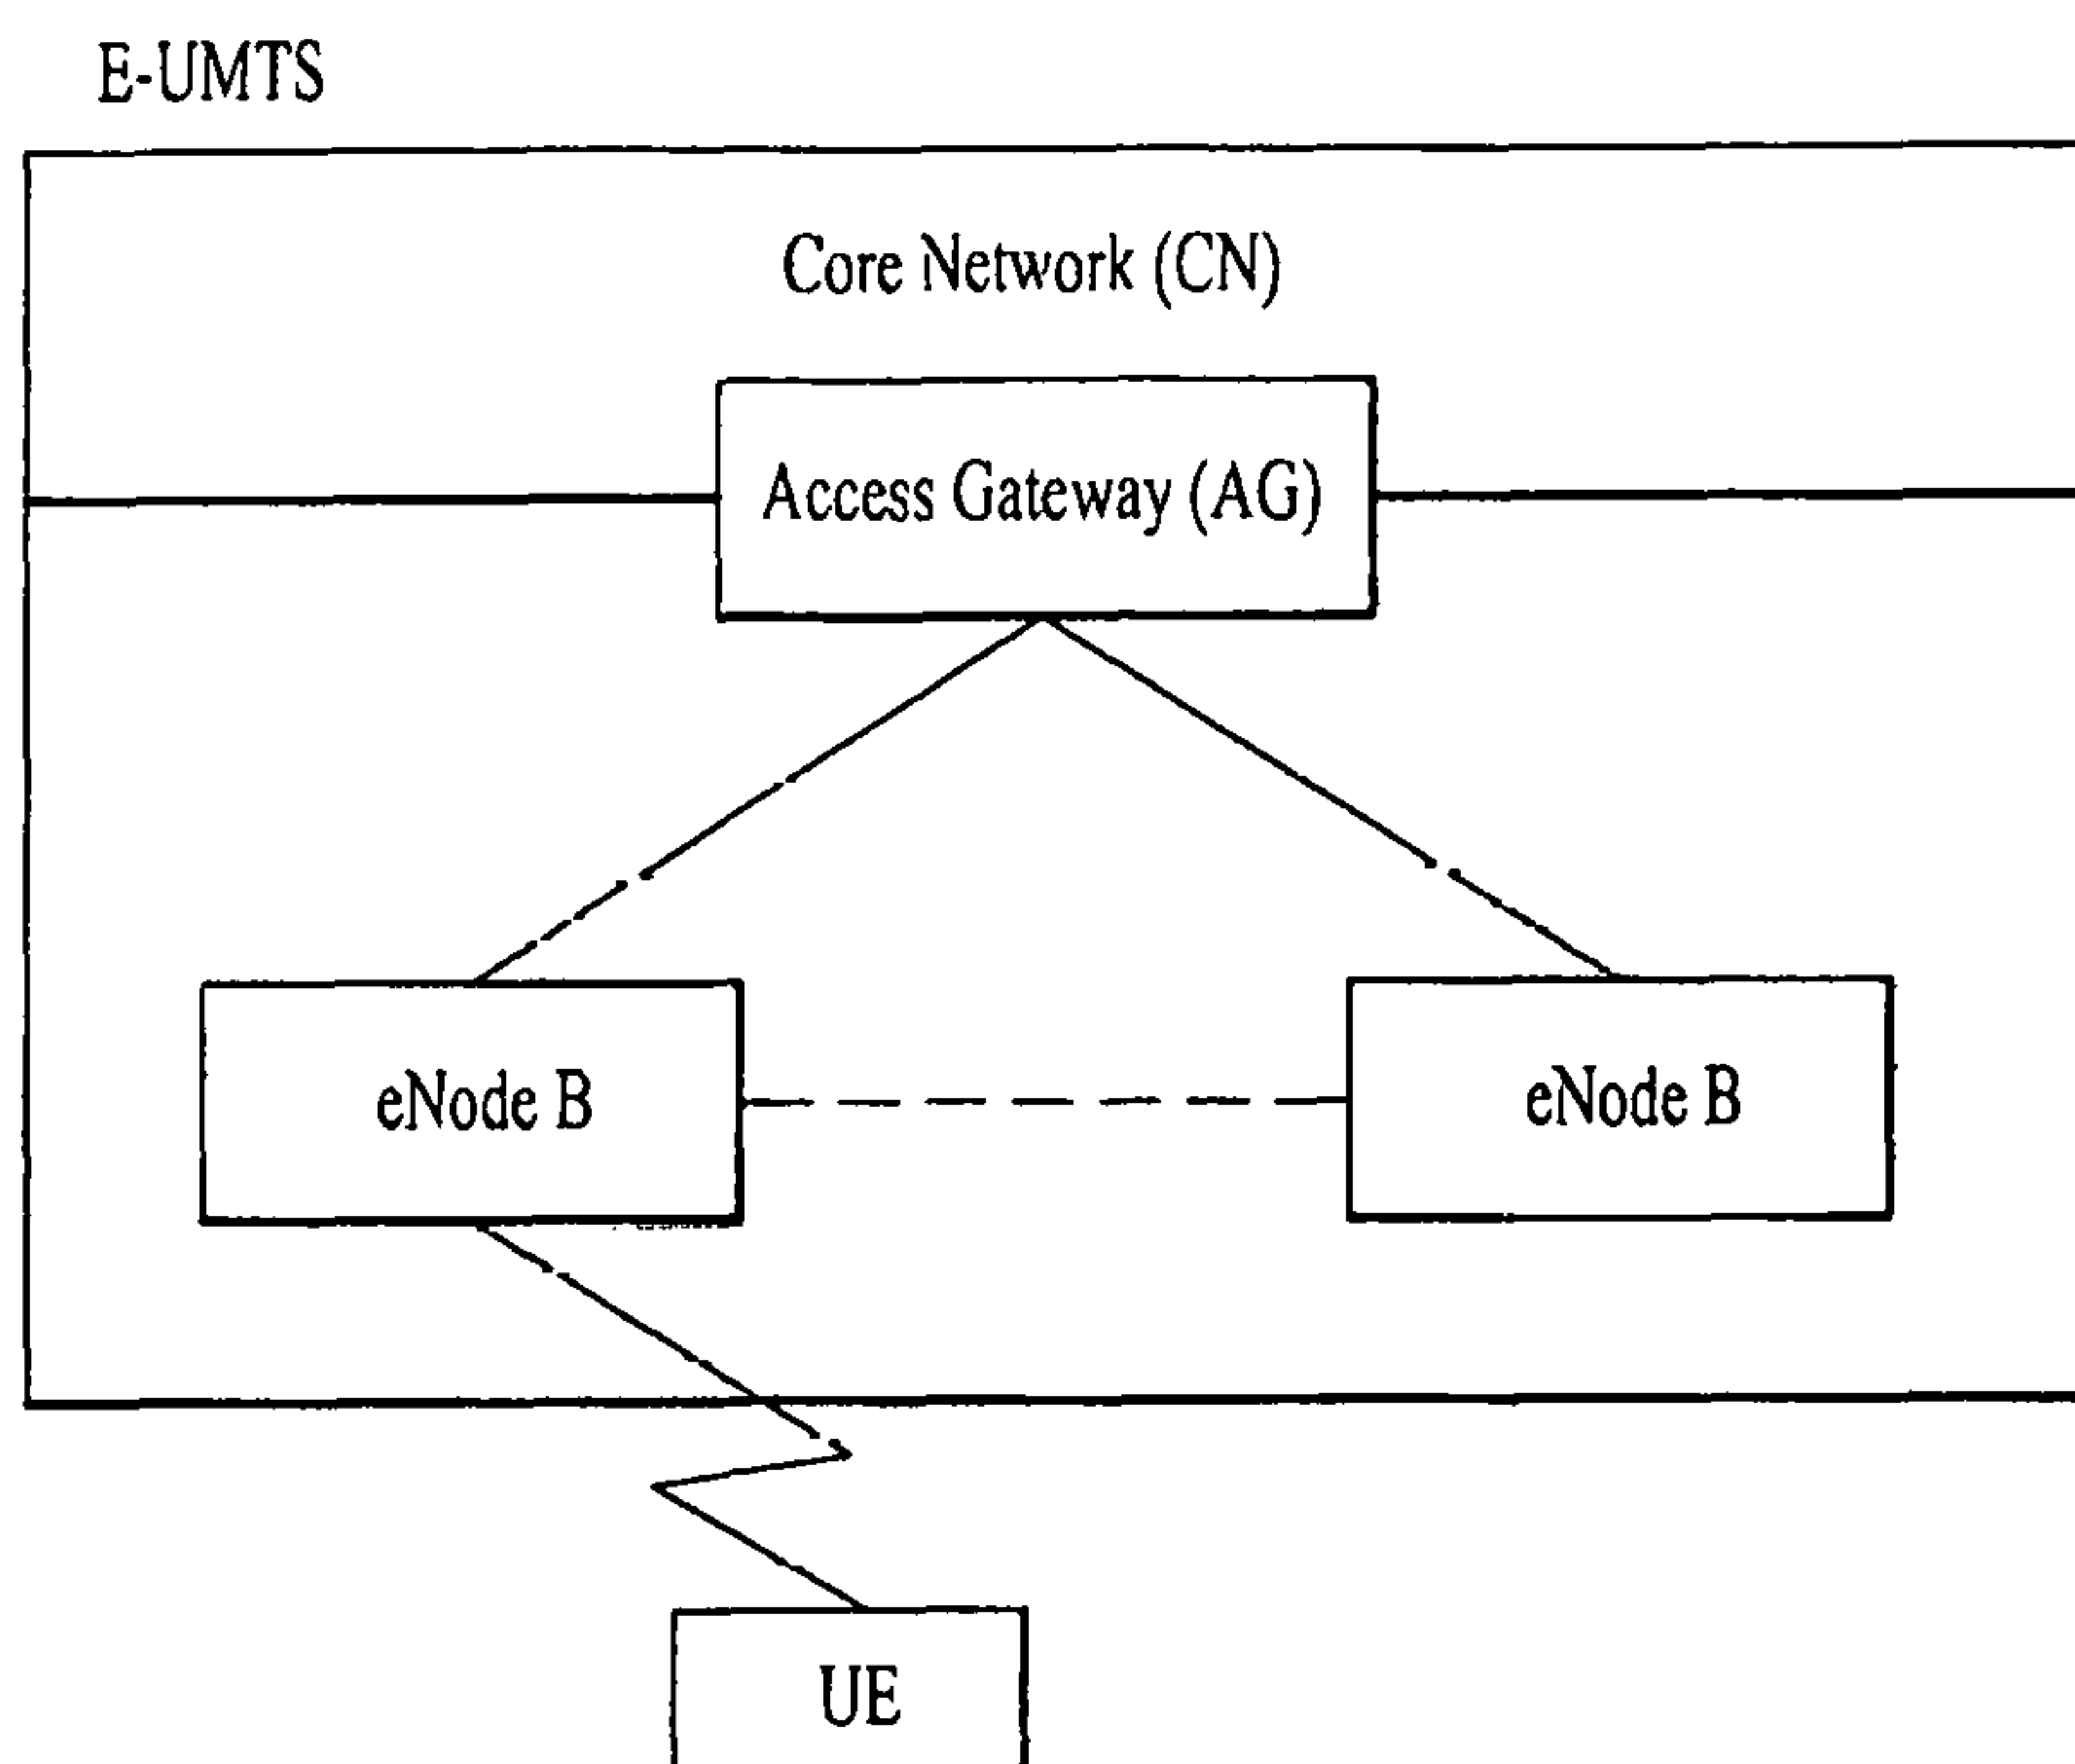 E-UMTS
Core Network (CN)
Access Gateway (AG)
eNode B
eNode B
UE